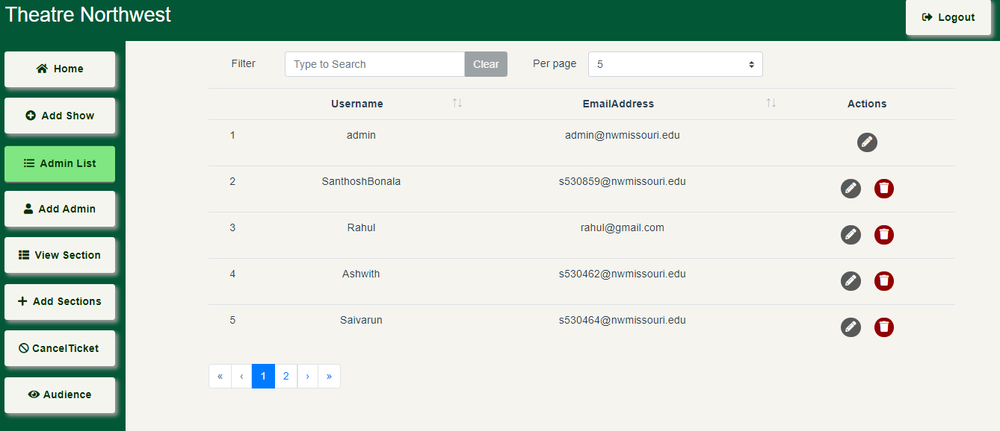 Theatre Northwest
Logout
Home
Add Show
Admin List
Add Admin
View Section
Add Sections
CancelTicket
Audience
Filter Type to Search Clear Per page 5
Username EmailAddress Actions
1 admin admin@nwmissouri.edu
2 SanthoshBonala s530859@nwmissouri.edu
3 Rahul rahul@gmail.com
4 Ashwith s530462@nwmissouri.edu
5 Saivarun s530464@nwmissouri.edu
« ‹ 1 2 › »